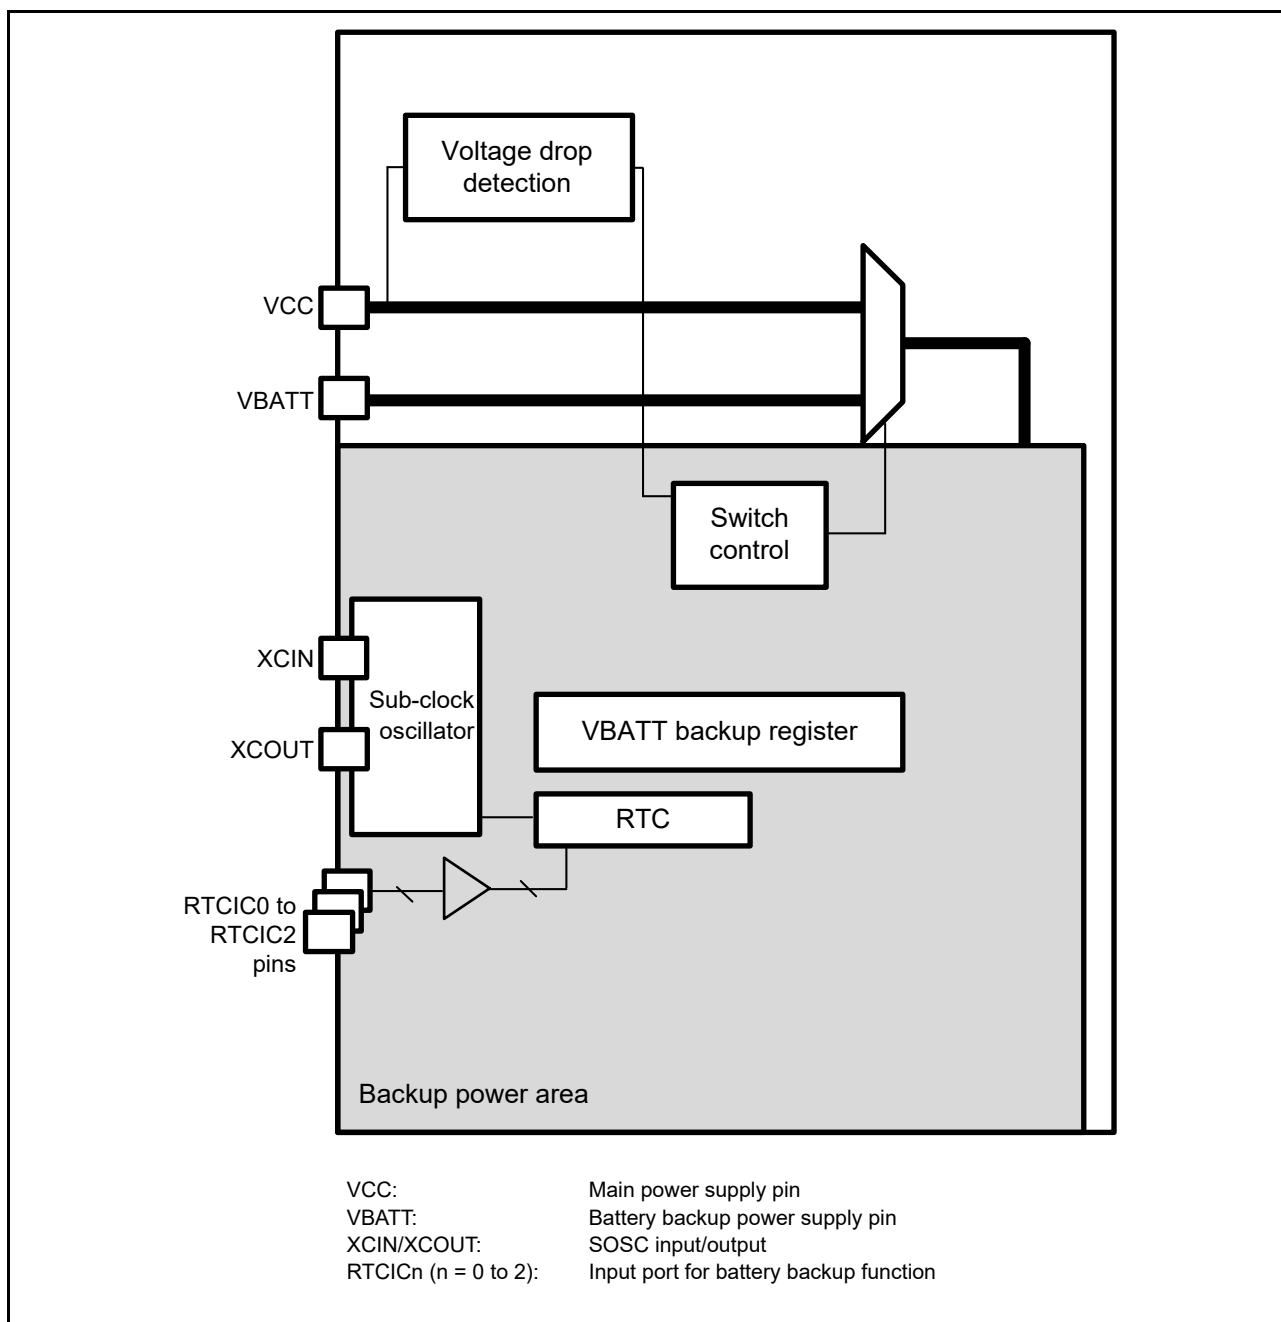 Voltage drop
detection
VCC
VBATT
Switch
control
XCIN
Sub-clock
oscillator
XCOUT
VBATT backup register
RTC
RTCIC0 to
RTCIC2
pins
Backup power area
VCC: Main power supply pin
VBATT: Battery backup power supply pin
XCIN/XCOUT: SOSC input/output
RTCICn (n = 0 to 2): Input port for battery backup function